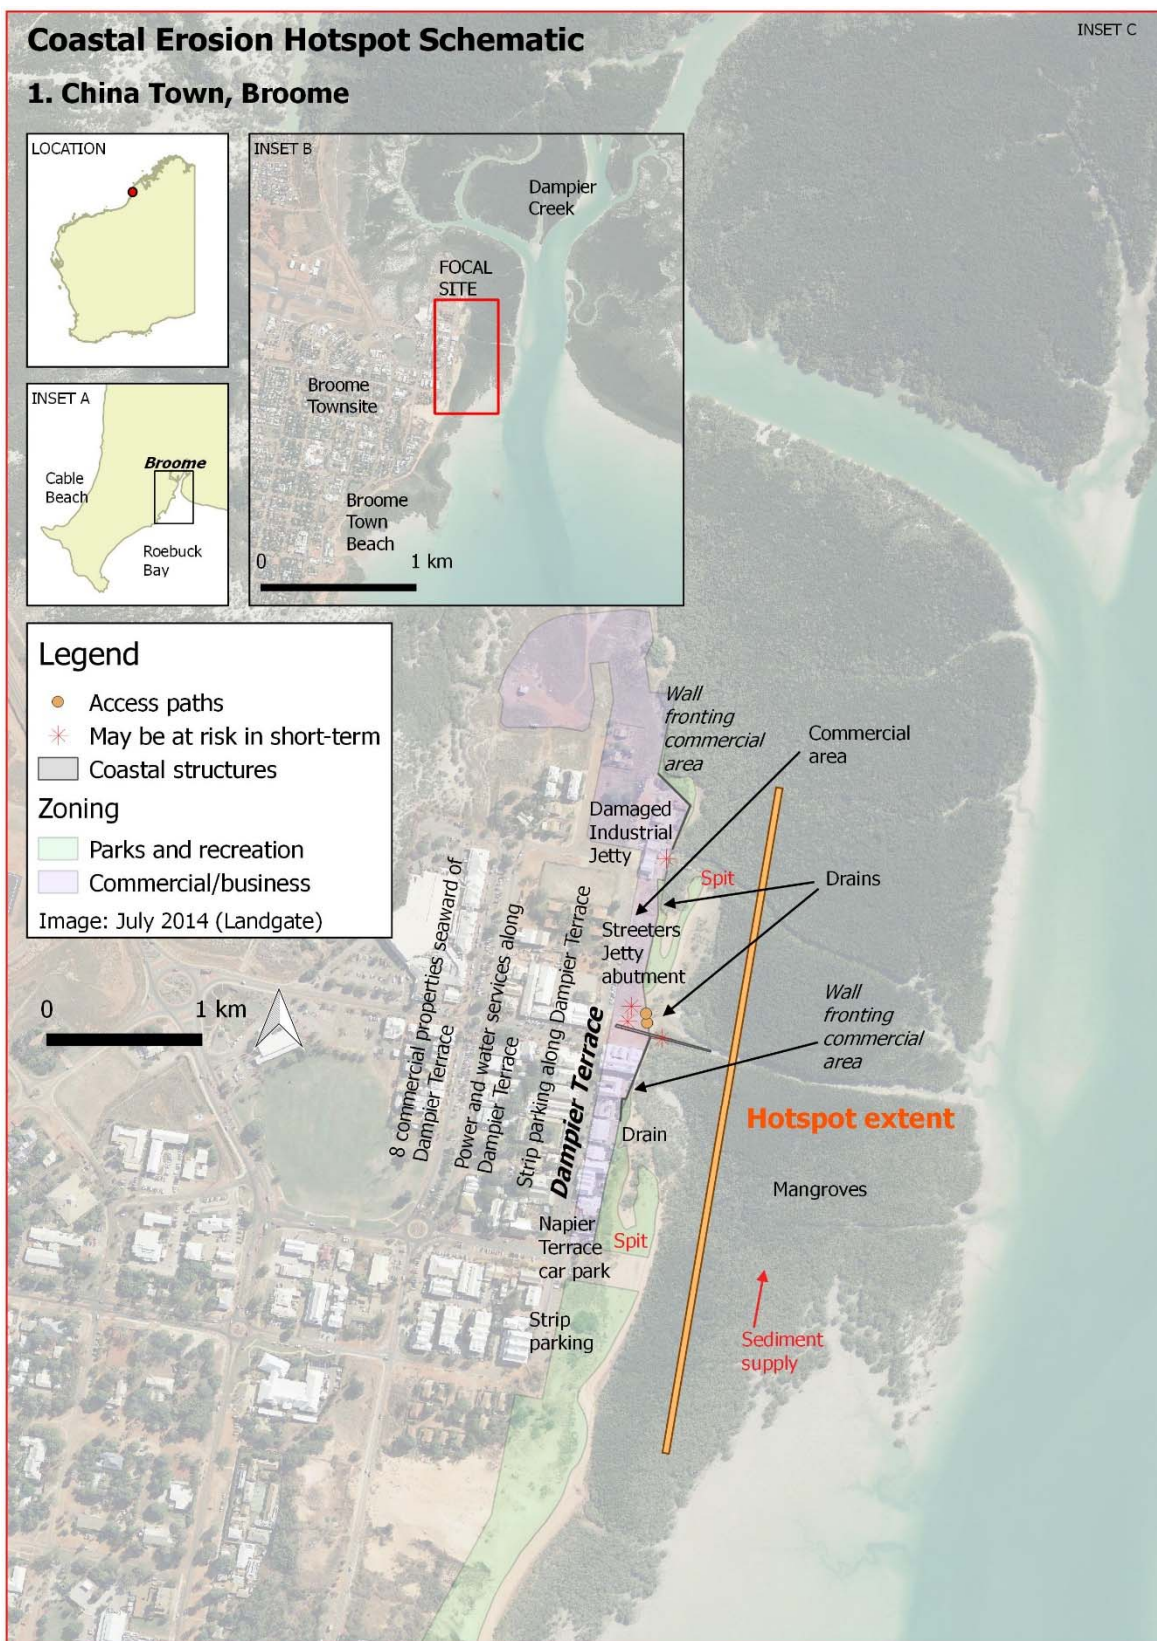 Coastal Erosion Hotspot Schematic
INSET C
1. China Town, Broome
LOCATION
INSET B
Dampier
Creek
FOCAL
SITE
Broome
Townsite
Broome
Town
Beach
0 1 km
INSET A
Broome
Cable
Beach
Roebuck
Bay
Legend
Access paths
May be at risk in short-term
Coastal structures
Zoning
Parks and recreation
Commercial/business
Image: July 2014 (Landgate)
0 1 km
Wall
fronting
commercial
area
Commercial
area
Damaged
Industrial
Jetty
Spit
Drains
Streeters
Jetty
abutment
Wall
fronting
commercial
area
8 commercial properties seaward of
Dampier Terrace
Power and water services along
Dampier Terrace
Strip parking along Dampier Terrace
Dampier Terrace
Hotspot extent
Drain
Mangroves
Napier
Terrace
car park
Spit
Strip
parking
Sediment
supply